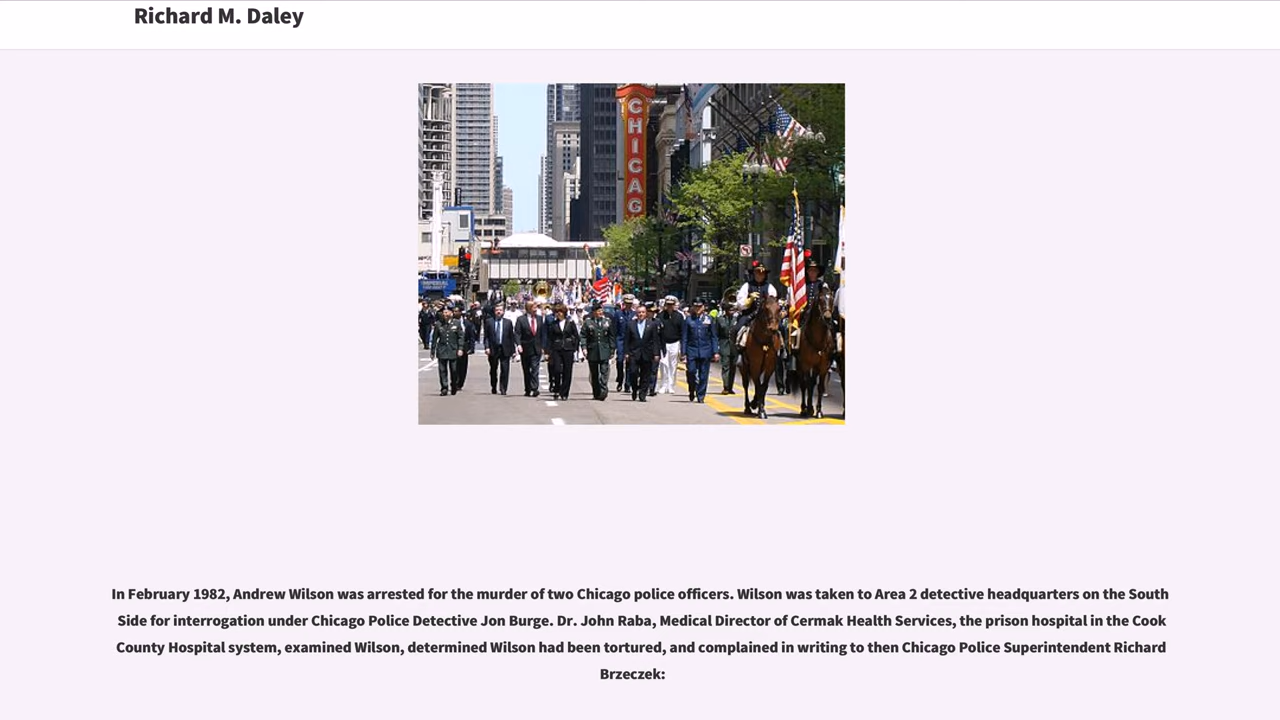 Richard M. Daley
CHICAG
In February 1982, Andrew Wilson was arrested for the murder of two Chicago police officers. Wilson was taken to Area 2 detective headquarters on the South
Side for interrogation under Chicago Police Detective Jon Burge. Dr. John Raba, Medical Director of Cermak Health Services, the prison hospital in the Cook
County Hospital system, examined Wilson, determined Wilson had been tortured, and complained in writing to then Chicago Police Superintendent Richard
Brzeczek: